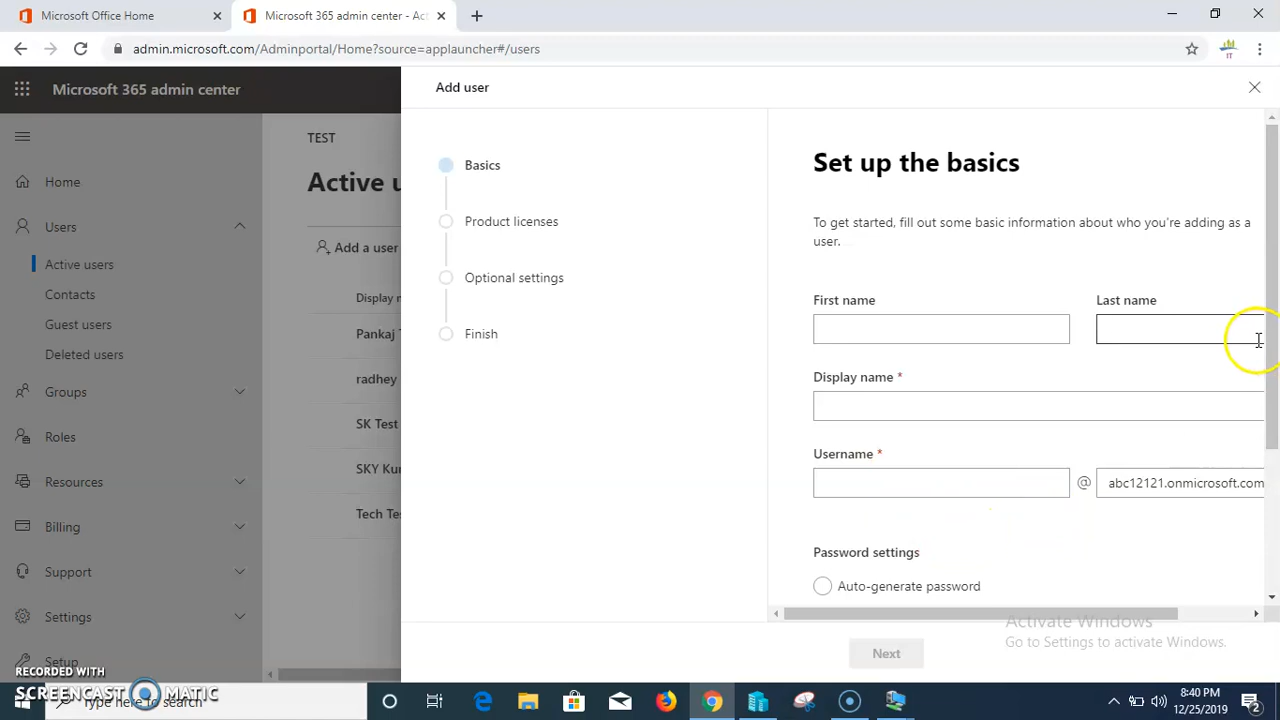 Microsoft Office Home
Microsoft 365 admin center - Act
admin.microsoft.com/Adminportal/Home?source=applauncher#/users
IT
Microsoft 365 admin center
Add user
TEST
Home
Active u
Users
Add a user
Active users
Display n
Contacts
Pankaj T
Guest users
radhey
Deleted users
SK Test
Groups
SKY Ku
Roles
Tech Te
Resources
Billing
Support
Settings
Setup
Basics
Product licenses
Optional settings
Finish
Set up the basics
To get started, fill out some basic information about who you're adding as a
user.
First name
Last name
Display name *
Username *
@
abc12121.onmicrosoft.com
Password settings
Auto-generate password
Activate Windows
Go to Settings to activate Windows.
Next
RECORDED WITH
SCREENCAST MATIC
Type here to search
8:40 PM
12/25/2019
2